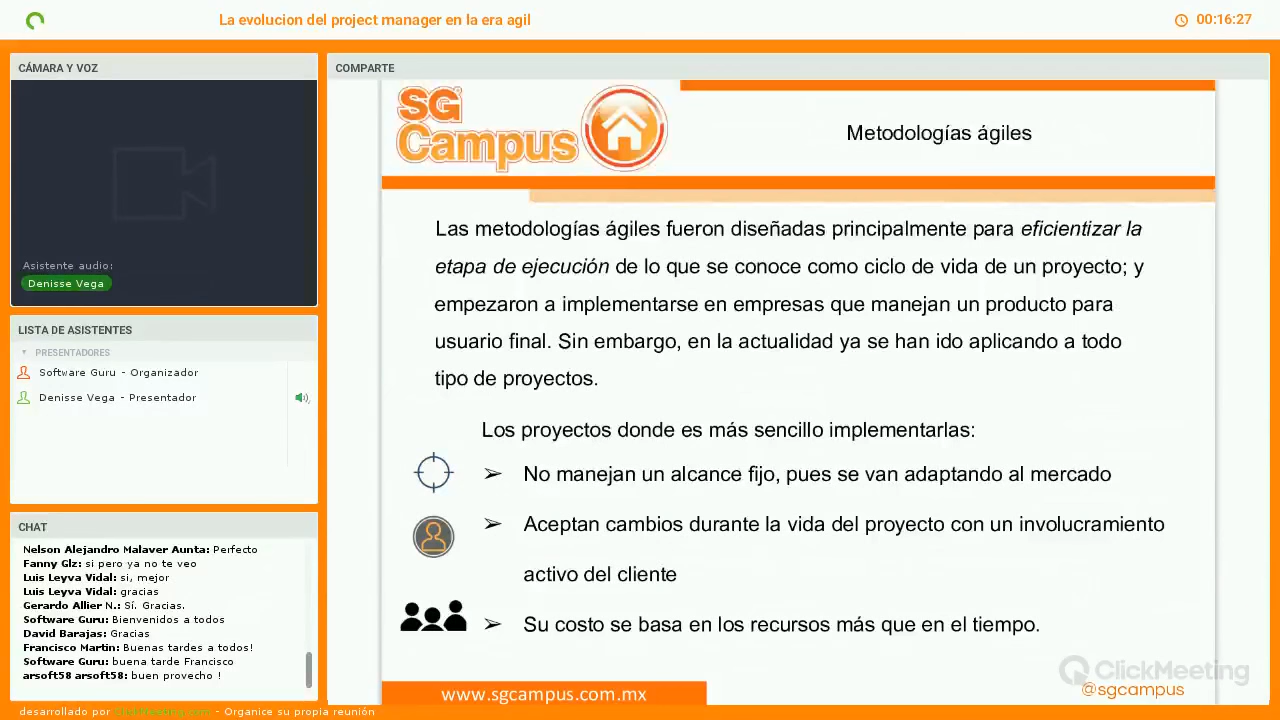 La evolucion del project manager en la era agil
00:16:27
CÁMARA Y VOZ
Asistente audio:
Denisse Vega
LISTA DE ASISTENTES
PRESENTADORES
Software Guru - Organizador
Denisse Vega - Presentador
CHAT
Nelson Alejandro Malaver Aunta: Perfecto
Fanny Glz: si pero ya no te veo
Luis Leyva Vidal: si, mejor
Luis Leyva Vidal: gracias
Gerardo Allier N.: Sí. Gracias.
Software Guru: Bienvenidos a todos
David Barajas: Gracias
Francisco Martin: Buenas tardes a todos!
Software Guru: buena tarde Francisco
arsoft58 arsoft58: buen provecho !
COMPARTE
SG
Campus
Metodologías ágiles
Las metodologías ágiles fueron diseñadas principalmente para eficientizar la
etapa de ejecución de lo que se conoce como ciclo de vida de un proyecto; y
empezaron a implementarse en empresas que manejan un producto para
usuario final. Sin embargo, en la actualidad ya se han ido aplicando a todo
tipo de proyectos.
Los proyectos donde es más sencillo implementarlas:
➢ No manejan un alcance fijo, pues se van adaptando al mercado
➢ Aceptan cambios durante la vida del proyecto con un involucramiento
activo del cliente
➢ Su costo se basa en los recursos más que en el tiempo.
ClickMeeting
www.sgcampus.com.mx
@sgcampus
desarrollado por - Organice su propia reunión